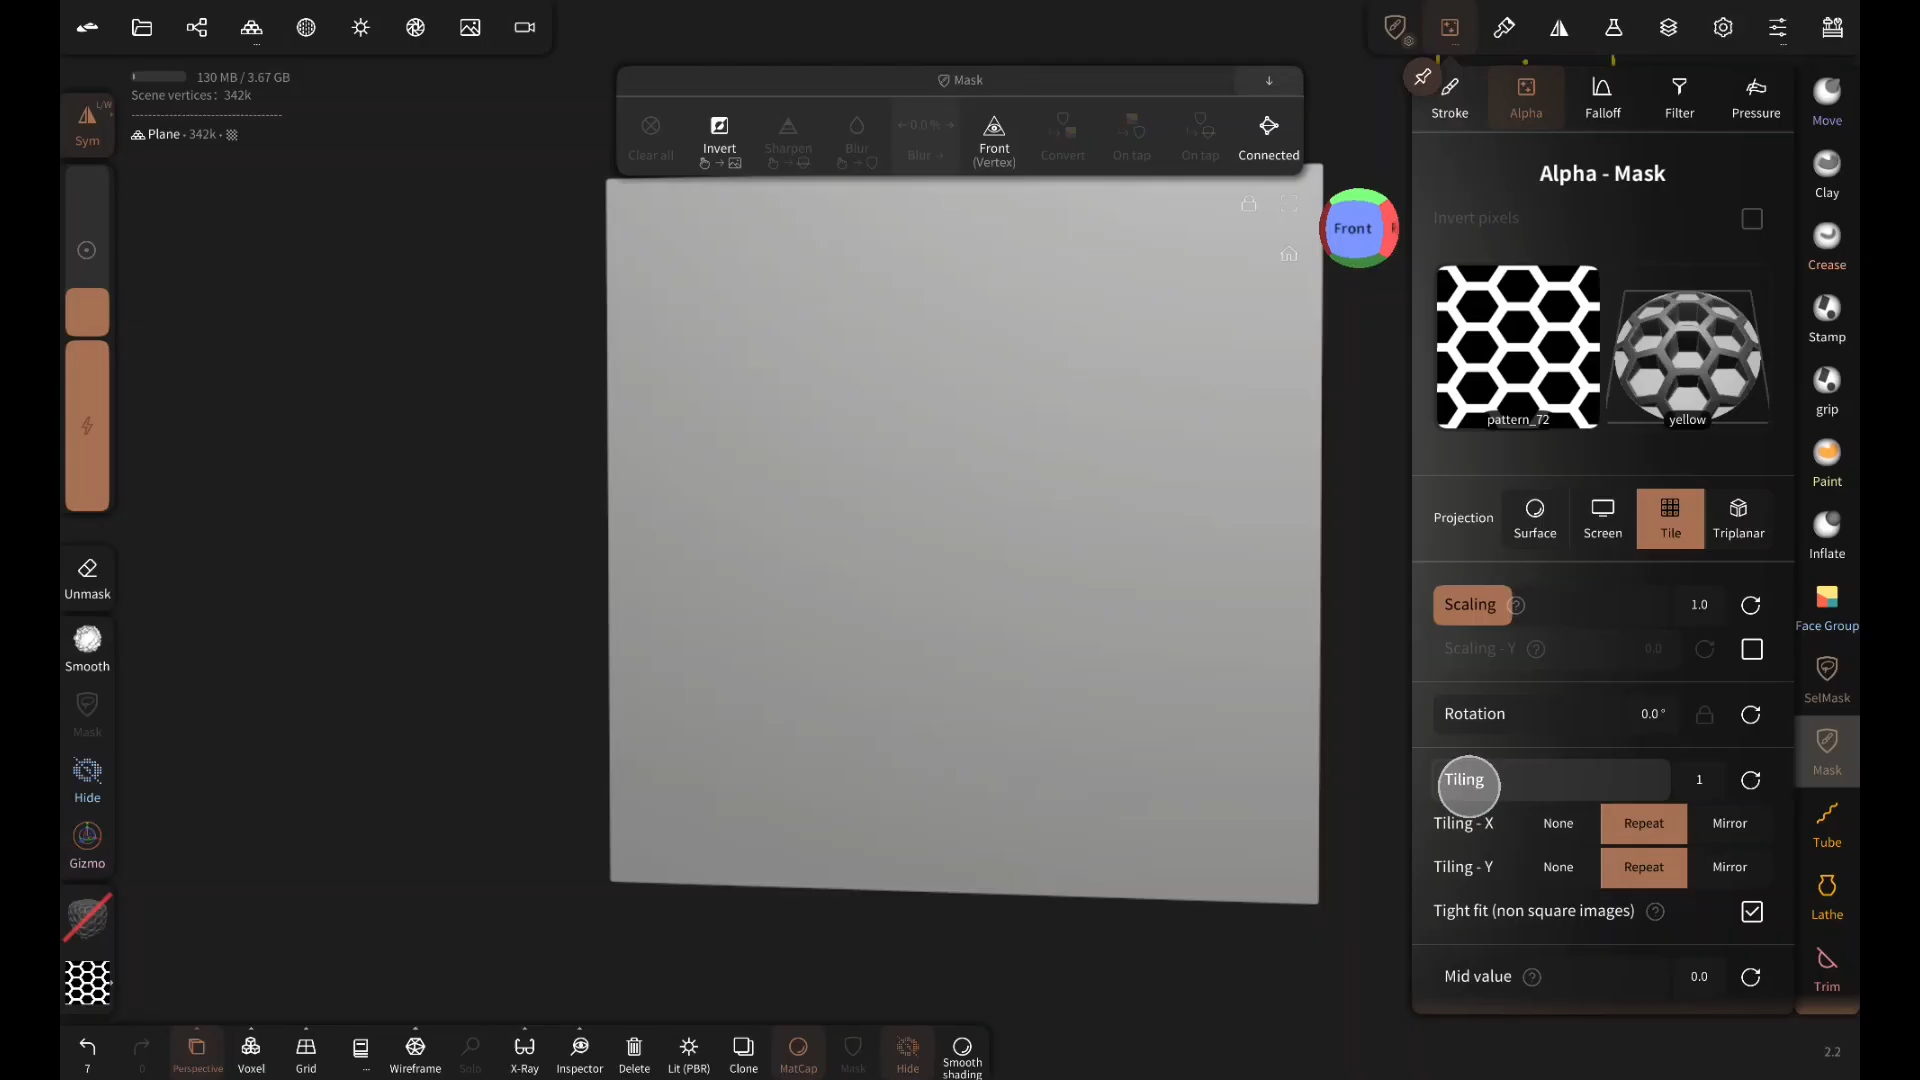 130 MB / 3.67 GB
Scene vertices: 342k
Plane • 342k •
L/W
Sym
Unmask
Smooth
Mask
Hide
Gizmo
Mask
Clear all
Invert
Sharpen
Blur
0.0 %
Blur
Front
(Vertex)
Convert
On tap
On tap
Connected
Front
Stroke
Alpha
Falloff
Filter
Pressure
Alpha - Mask
Invert pixels
pattern_72
yellow
Projection
Surface
Screen
Tile
Triplanar
Scaling ? 1.0
Scaling - Y ? 0.0
Rotation 0.0 °
Tiling 1
Tiling - X None Repeat Mirror
Tiling - Y None Repeat Mirror
Tight fit (non square images) ?
Mid value ? 0.0
Move
Clay
Crease
Stamp
grip
Paint
Inflate
Face Group
SelMask
Mask
Tube
Lathe
Trim
7
0
Perspective
Voxel
Grid
...
Wireframe
Solo
X-Ray
Inspector
Delete
Lit (PBR)
Clone
MatCap
Mask
Hide
Smooth
shading
2.2